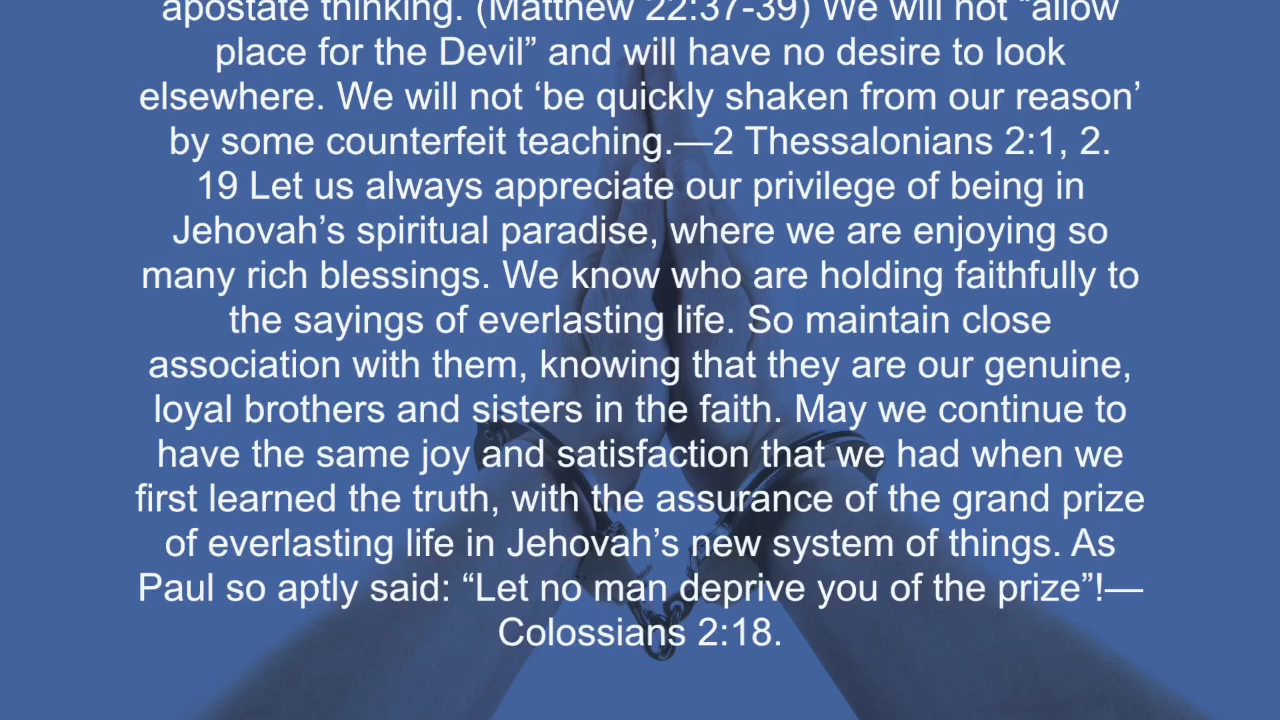 apostate thinking. (Matthew 22:37-39) We will not “allow
place for the Devil” and will have no desire to look
elsewhere. We will not ‘be quickly shaken from our reason’
by some counterfeit teaching.—2 Thessalonians 2:1, 2.
19 Let us always appreciate our privilege of being in
Jehovah’s spiritual paradise, where we are enjoying so
many rich blessings. We know who are holding faithfully to
the sayings of everlasting life. So maintain close
association with them, knowing that they are our genuine,
loyal brothers and sisters in the faith. May we continue to
have the same joy and satisfaction that we had when we
first learned the truth, with the assurance of the grand prize
of everlasting life in Jehovah’s new system of things. As
Paul so aptly said: “Let no man deprive you of the prize”!—
Colossians 2:18.